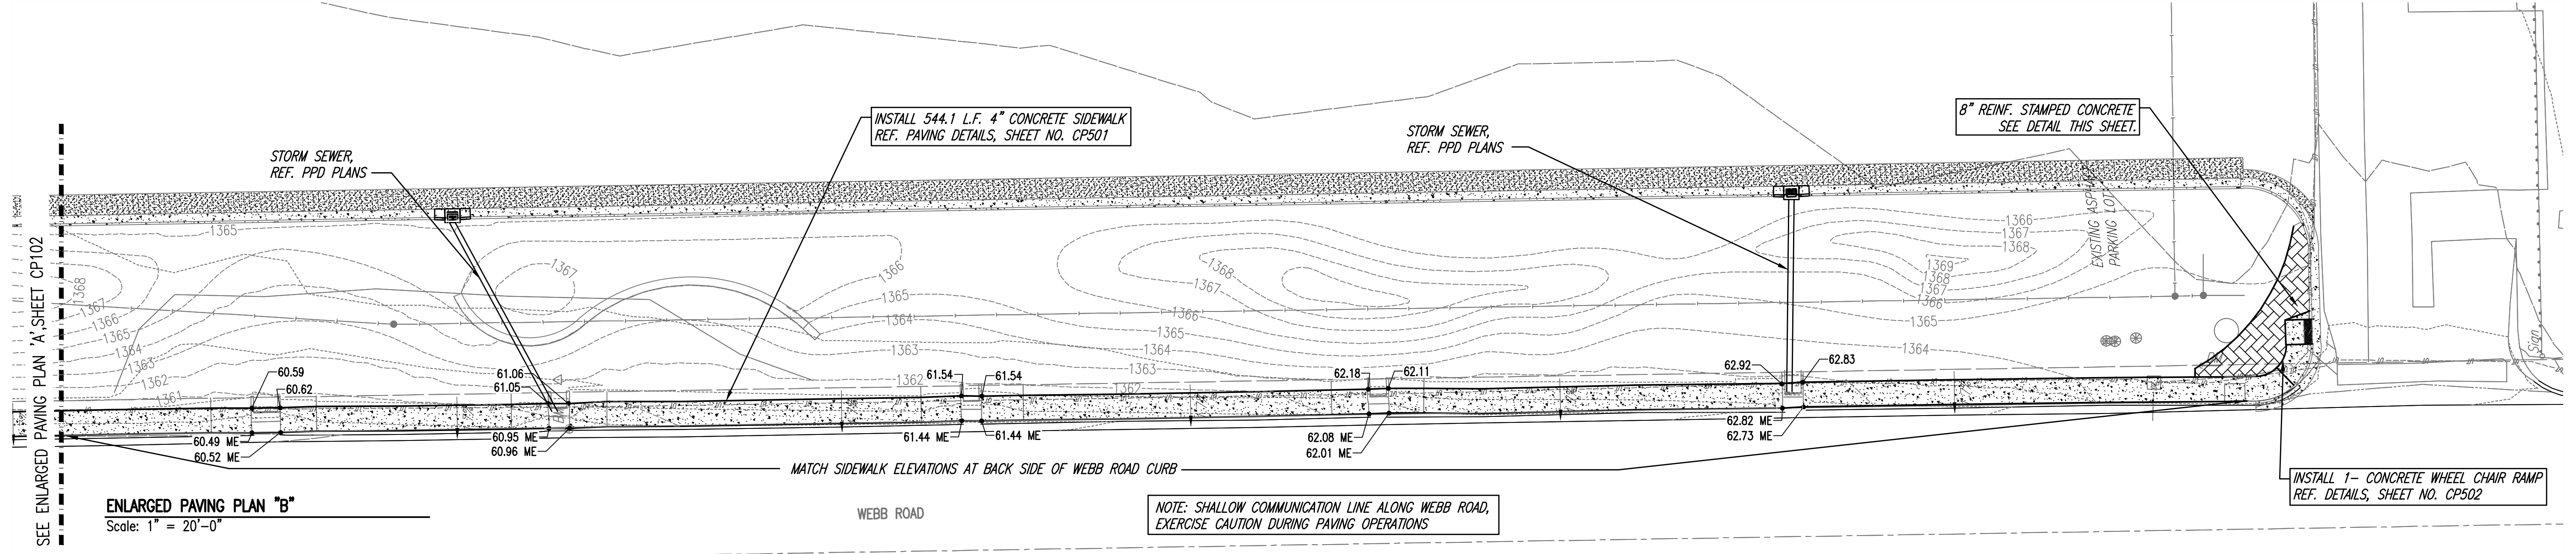 INSTALL 544.1 L.F. 4" CONCRETE SIDEWALK
REF. PAVING DETAILS, SHEET NO. CP501
STORM SEWER,
REF. PPD PLANS
STORM SEWER,
REF. PPD PLANS
8" REINF. STAMPED CONCRETE
SEE DETAIL THIS SHEET.
EXISTING ASPHALT
PARKING LOT
SEE ENLARGED PAVING PLAN 'A',SHEET CP102
1365
1367
1366
1365
1364
1363
1362
1368
1367
1366
1365
1364
1363
1362
1361
1368
1367
1366
1365
1364
1363
1362
1366
1367
1368
1369
1368
1367
1366
1365
1364
Sign
60.59
60.62
61.06
61.05
61.54
61.54
62.18
62.11
62.92
62.83
60.49 ME
60.52 ME
60.95 ME
60.96 ME
61.44 ME
61.44 ME
62.08 ME
62.01 ME
62.82 ME
62.73 ME
MATCH SIDEWALK ELEVATIONS AT BACK SIDE OF WEBB ROAD CURB
INSTALL 1- CONCRETE WHEEL CHAIR RAMP
REF. DETAILS, SHEET NO. CP502
ENLARGED PAVING PLAN "B"
Scale: 1" = 20'-0"
WEBB ROAD
NOTE: SHALLOW COMMUNICATION LINE ALONG WEBB ROAD,
EXERCISE CAUTION DURING PAVING OPERATIONS